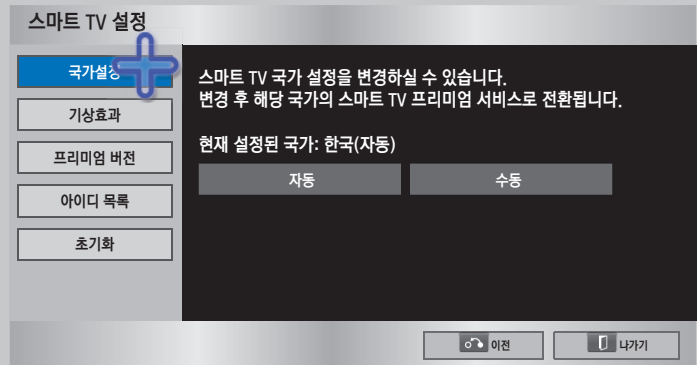 스마트 TV 설정
국가설정
기상효과
프리미엄 버전
아이디 목록
초기화
스마트 TV 국가 설정을 변경하실 수 있습니다.
변경 후 해당 국가의 스마트 TV 프리미엄 서비스로 전환됩니다.
현재 설정된 국가: 한국(자동)
자동 수동
이전 나가기